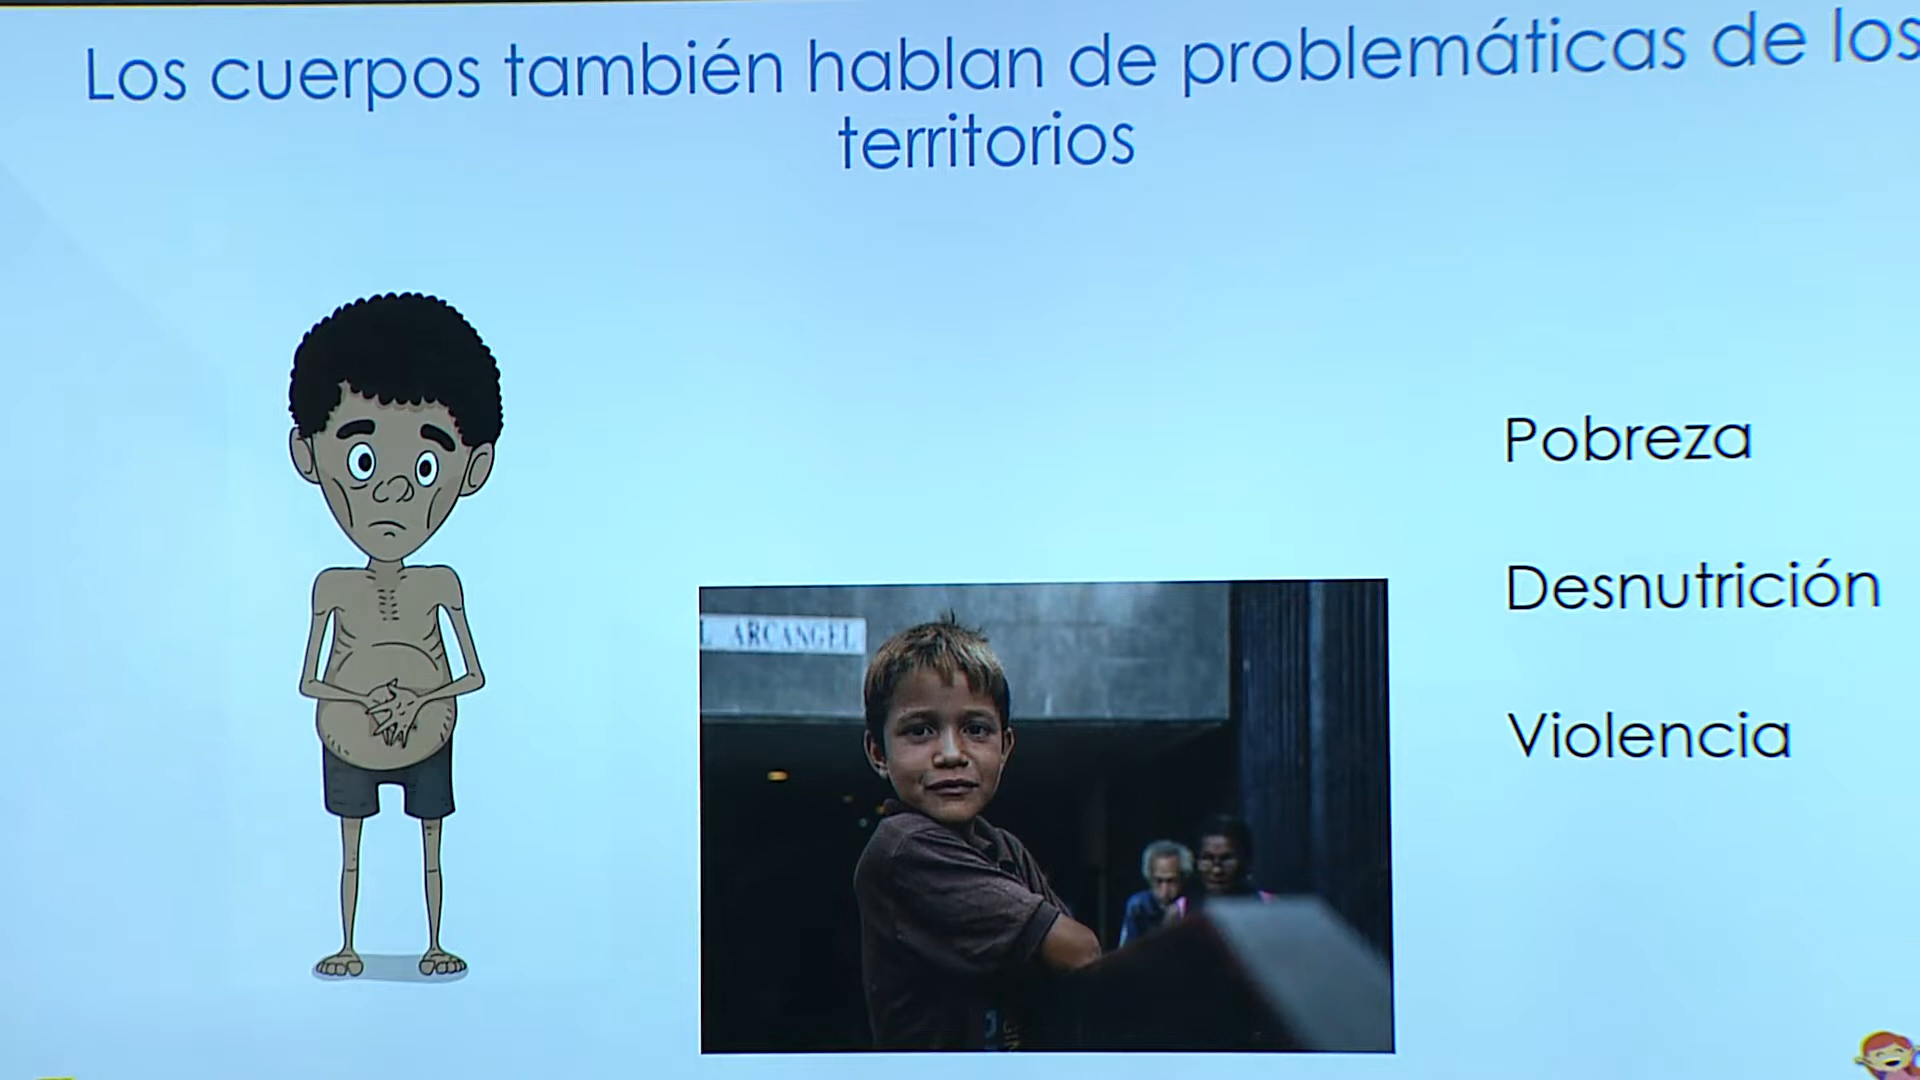 Los cuerpos también hablan de problemáticas de los
territorios
L ARCANGEL
Pobreza
Desnutrición
Violencia